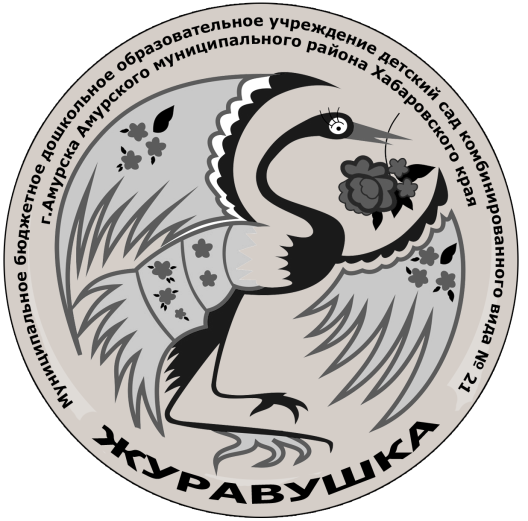 Муниципальное бюджетное дошкольное образовательное учреждение детский сад комбинированного вида № 21
г.Амурска Амурского муниципального района Хабаровского края
ЖУРАВУШКА